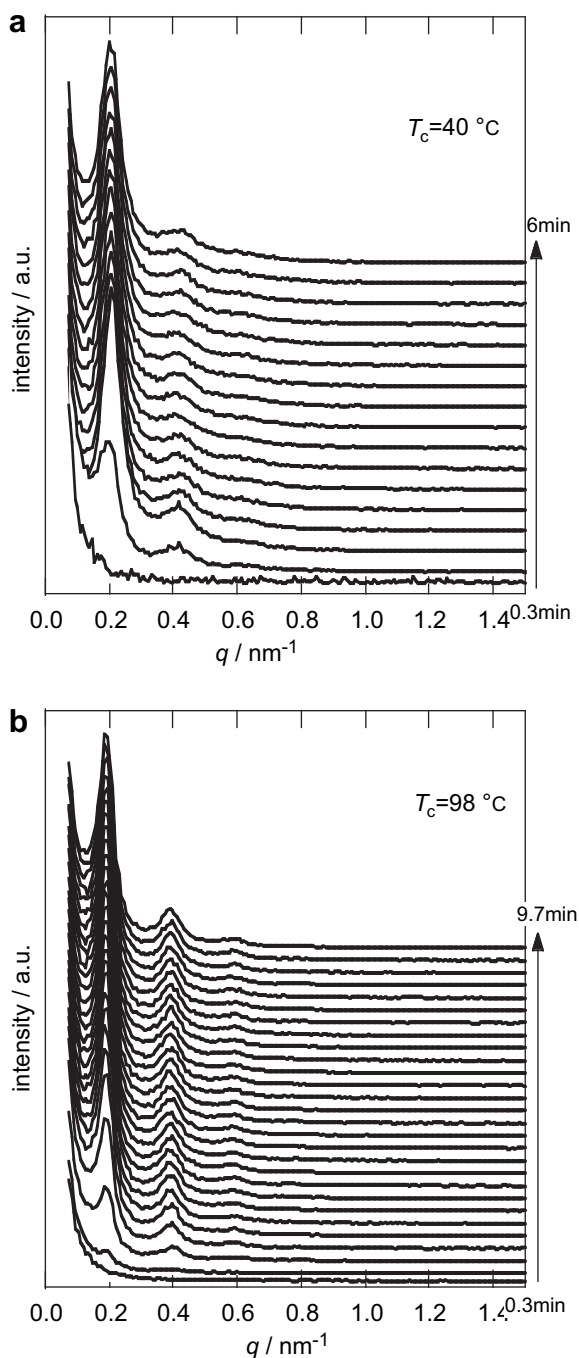 a
T_c=40 °C
6min
intensity / a.u.
0.3min
0.0 0.2 0.4 0.6 0.8 1.0 1.2 1.4
q / nm⁻¹
b
T_c=98 °C
9.7min
intensity / a.u.
0.3min
0.0 0.2 0.4 0.6 0.8 1.0 1.2 1.4
q / nm⁻¹